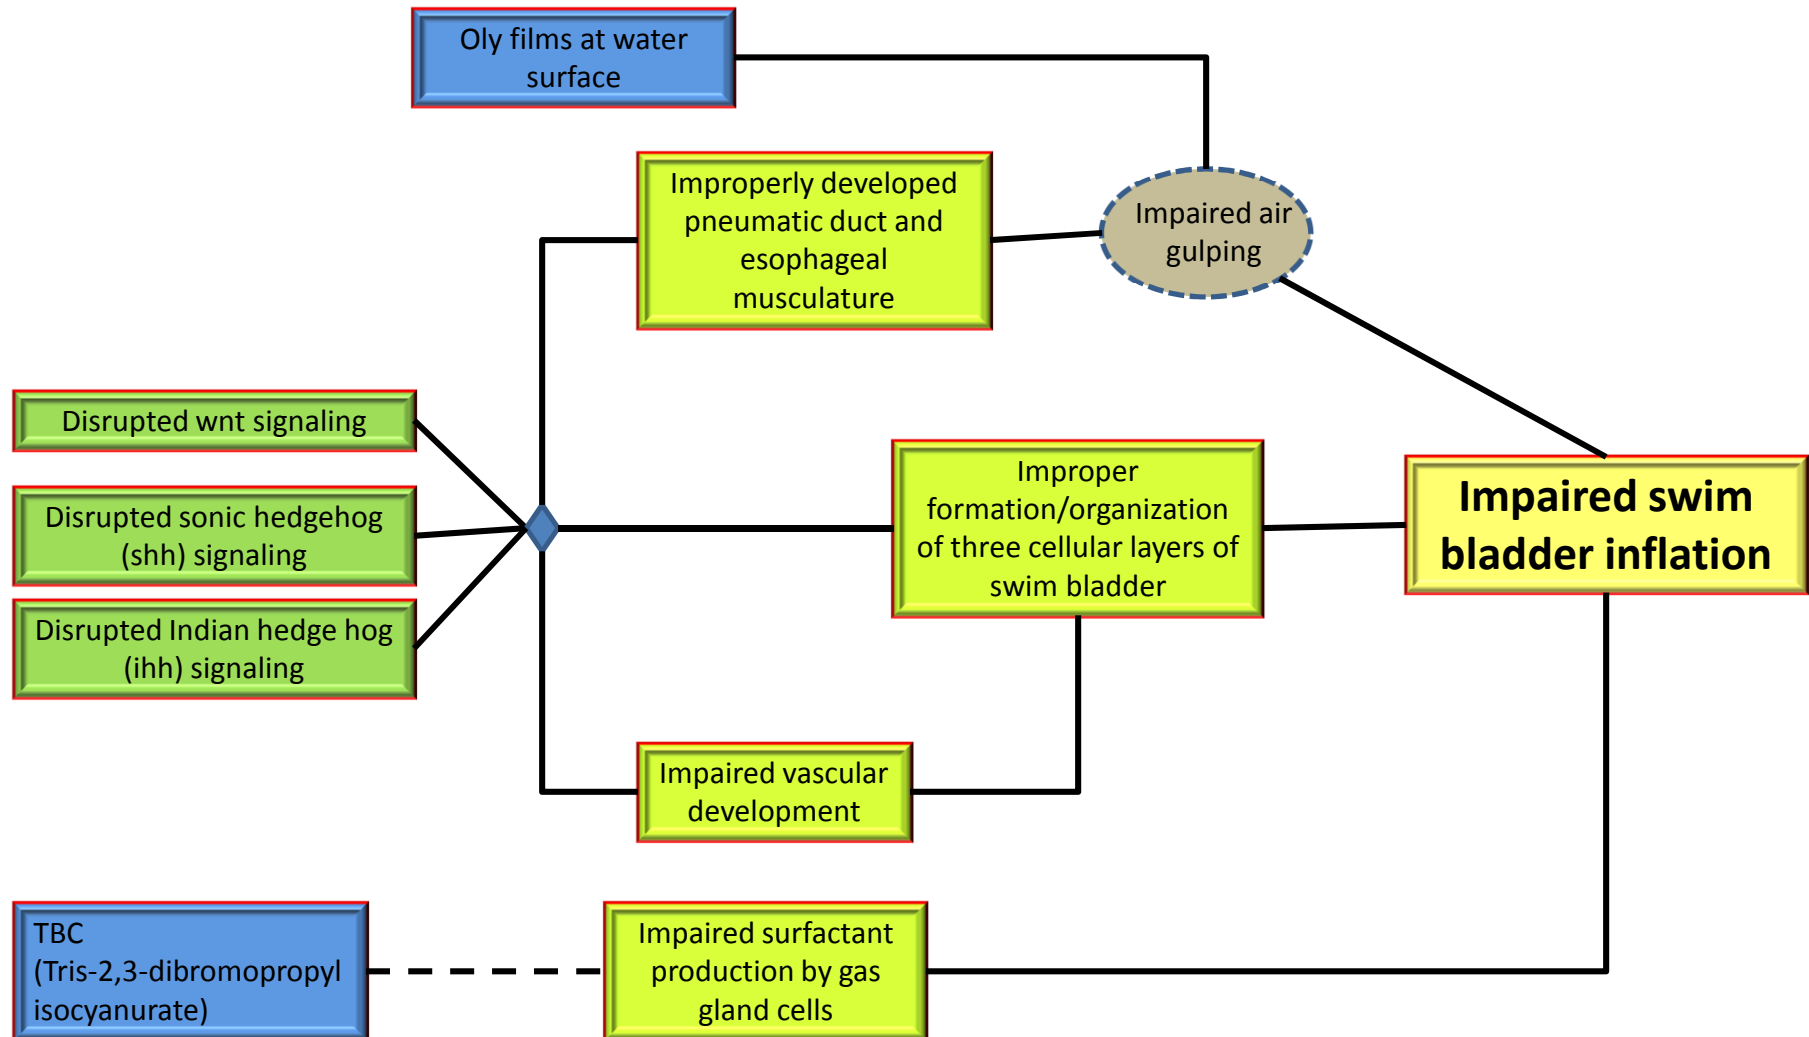 Oly films at water
surface
Improperly developed
pneumatic duct and
esophageal
musculature
Impaired air
gulping
Disrupted wnt signaling
Disrupted sonic hedgehog
(shh) signaling
Disrupted Indian hedge hog
(ihh) signaling
Improper
formation/organization
of three cellular layers of
swim bladder
Impaired swim
bladder inflation
Impaired vascular
development
TBC
(Tris-2,3-dibromopropyl
isocyanurate)
Impaired surfactant
production by gas
gland cells